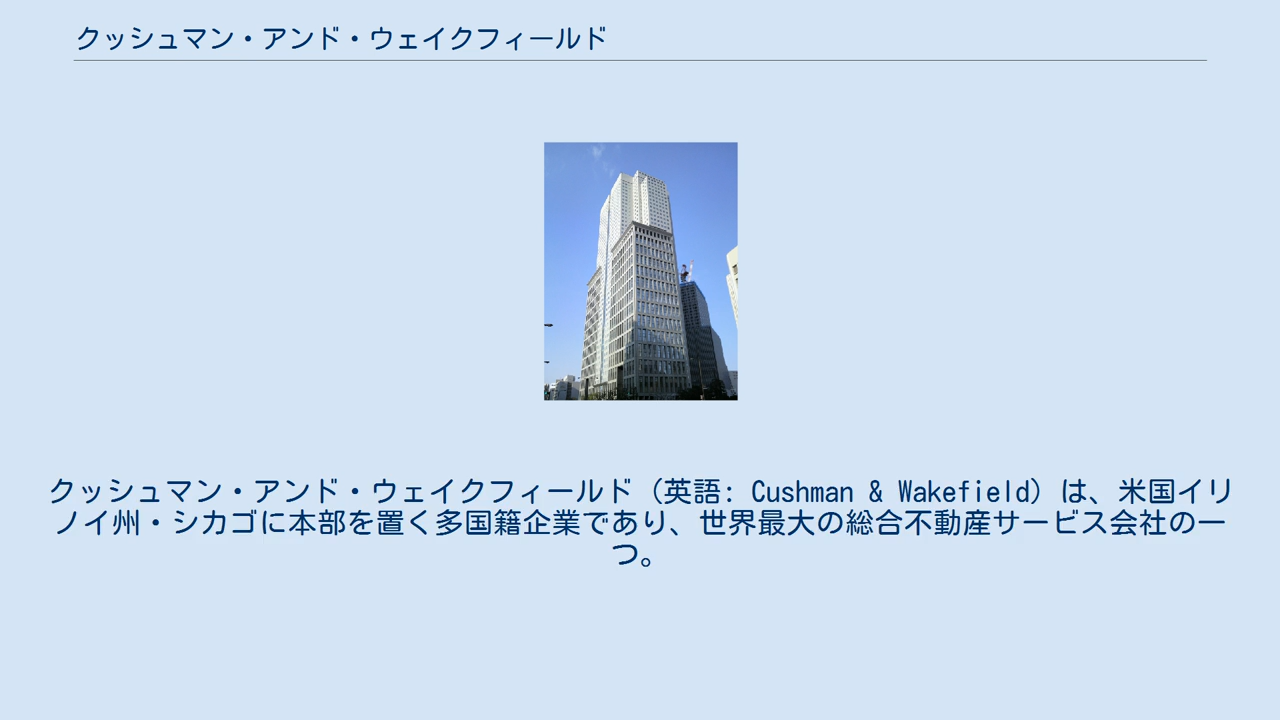 クッシュマン・アンド・ウェイクフィールド
クッシュマン・アンド・ウェイクフィールド（英語: Cushman & Wakefield）は、米国イリ
ノイ州・シカゴに本部を置く多国籍企業であり、世界最大の総合不動産サービス会社の一
つ。